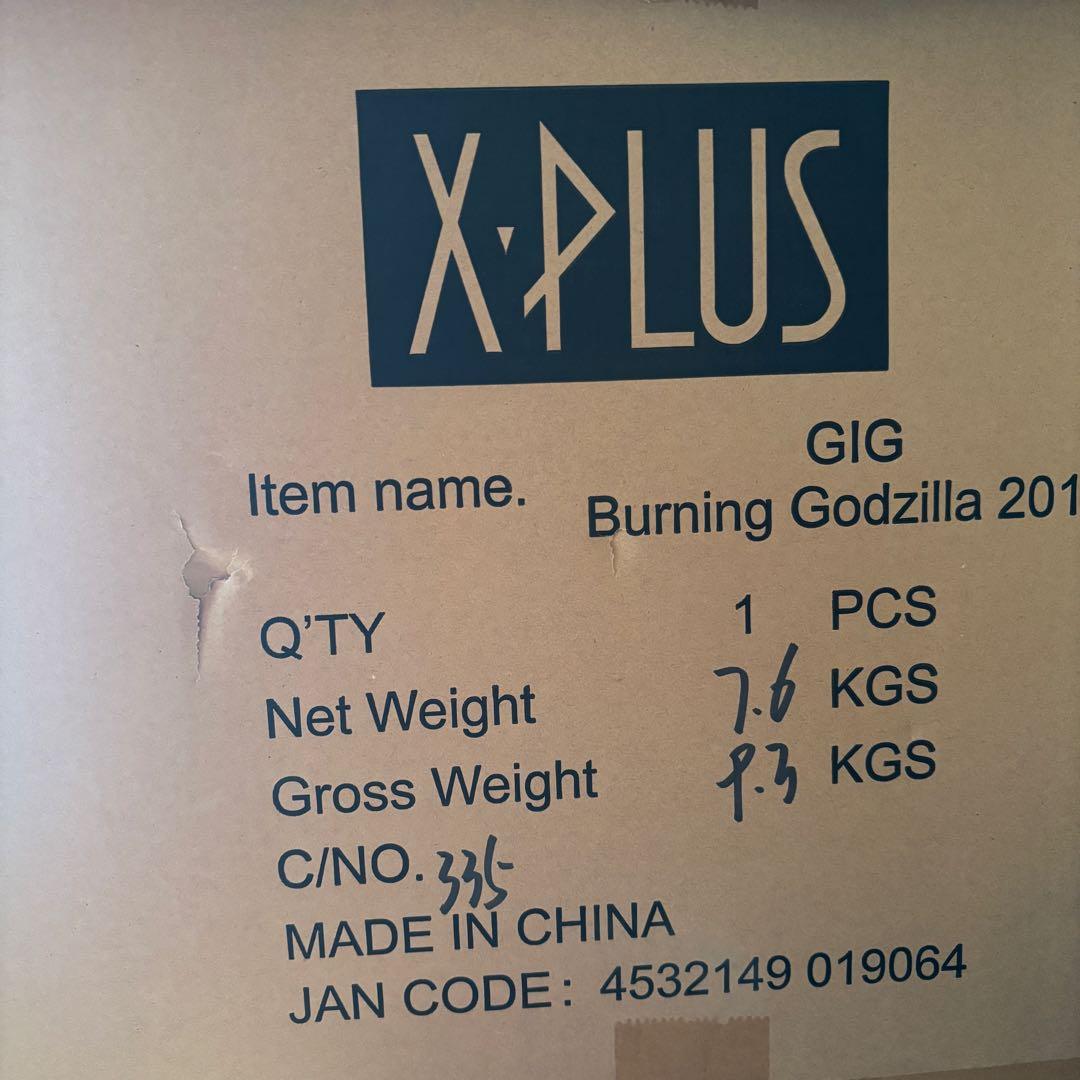 X·PLUS
GIG
Item name. Burning Godzilla 201
Q'TY 1 PCS
Net Weight 7.6 KGS
Gross Weight 9.3 KGS
C/NO. 335
MADE IN CHINA
JAN CODE: 4532149 019064